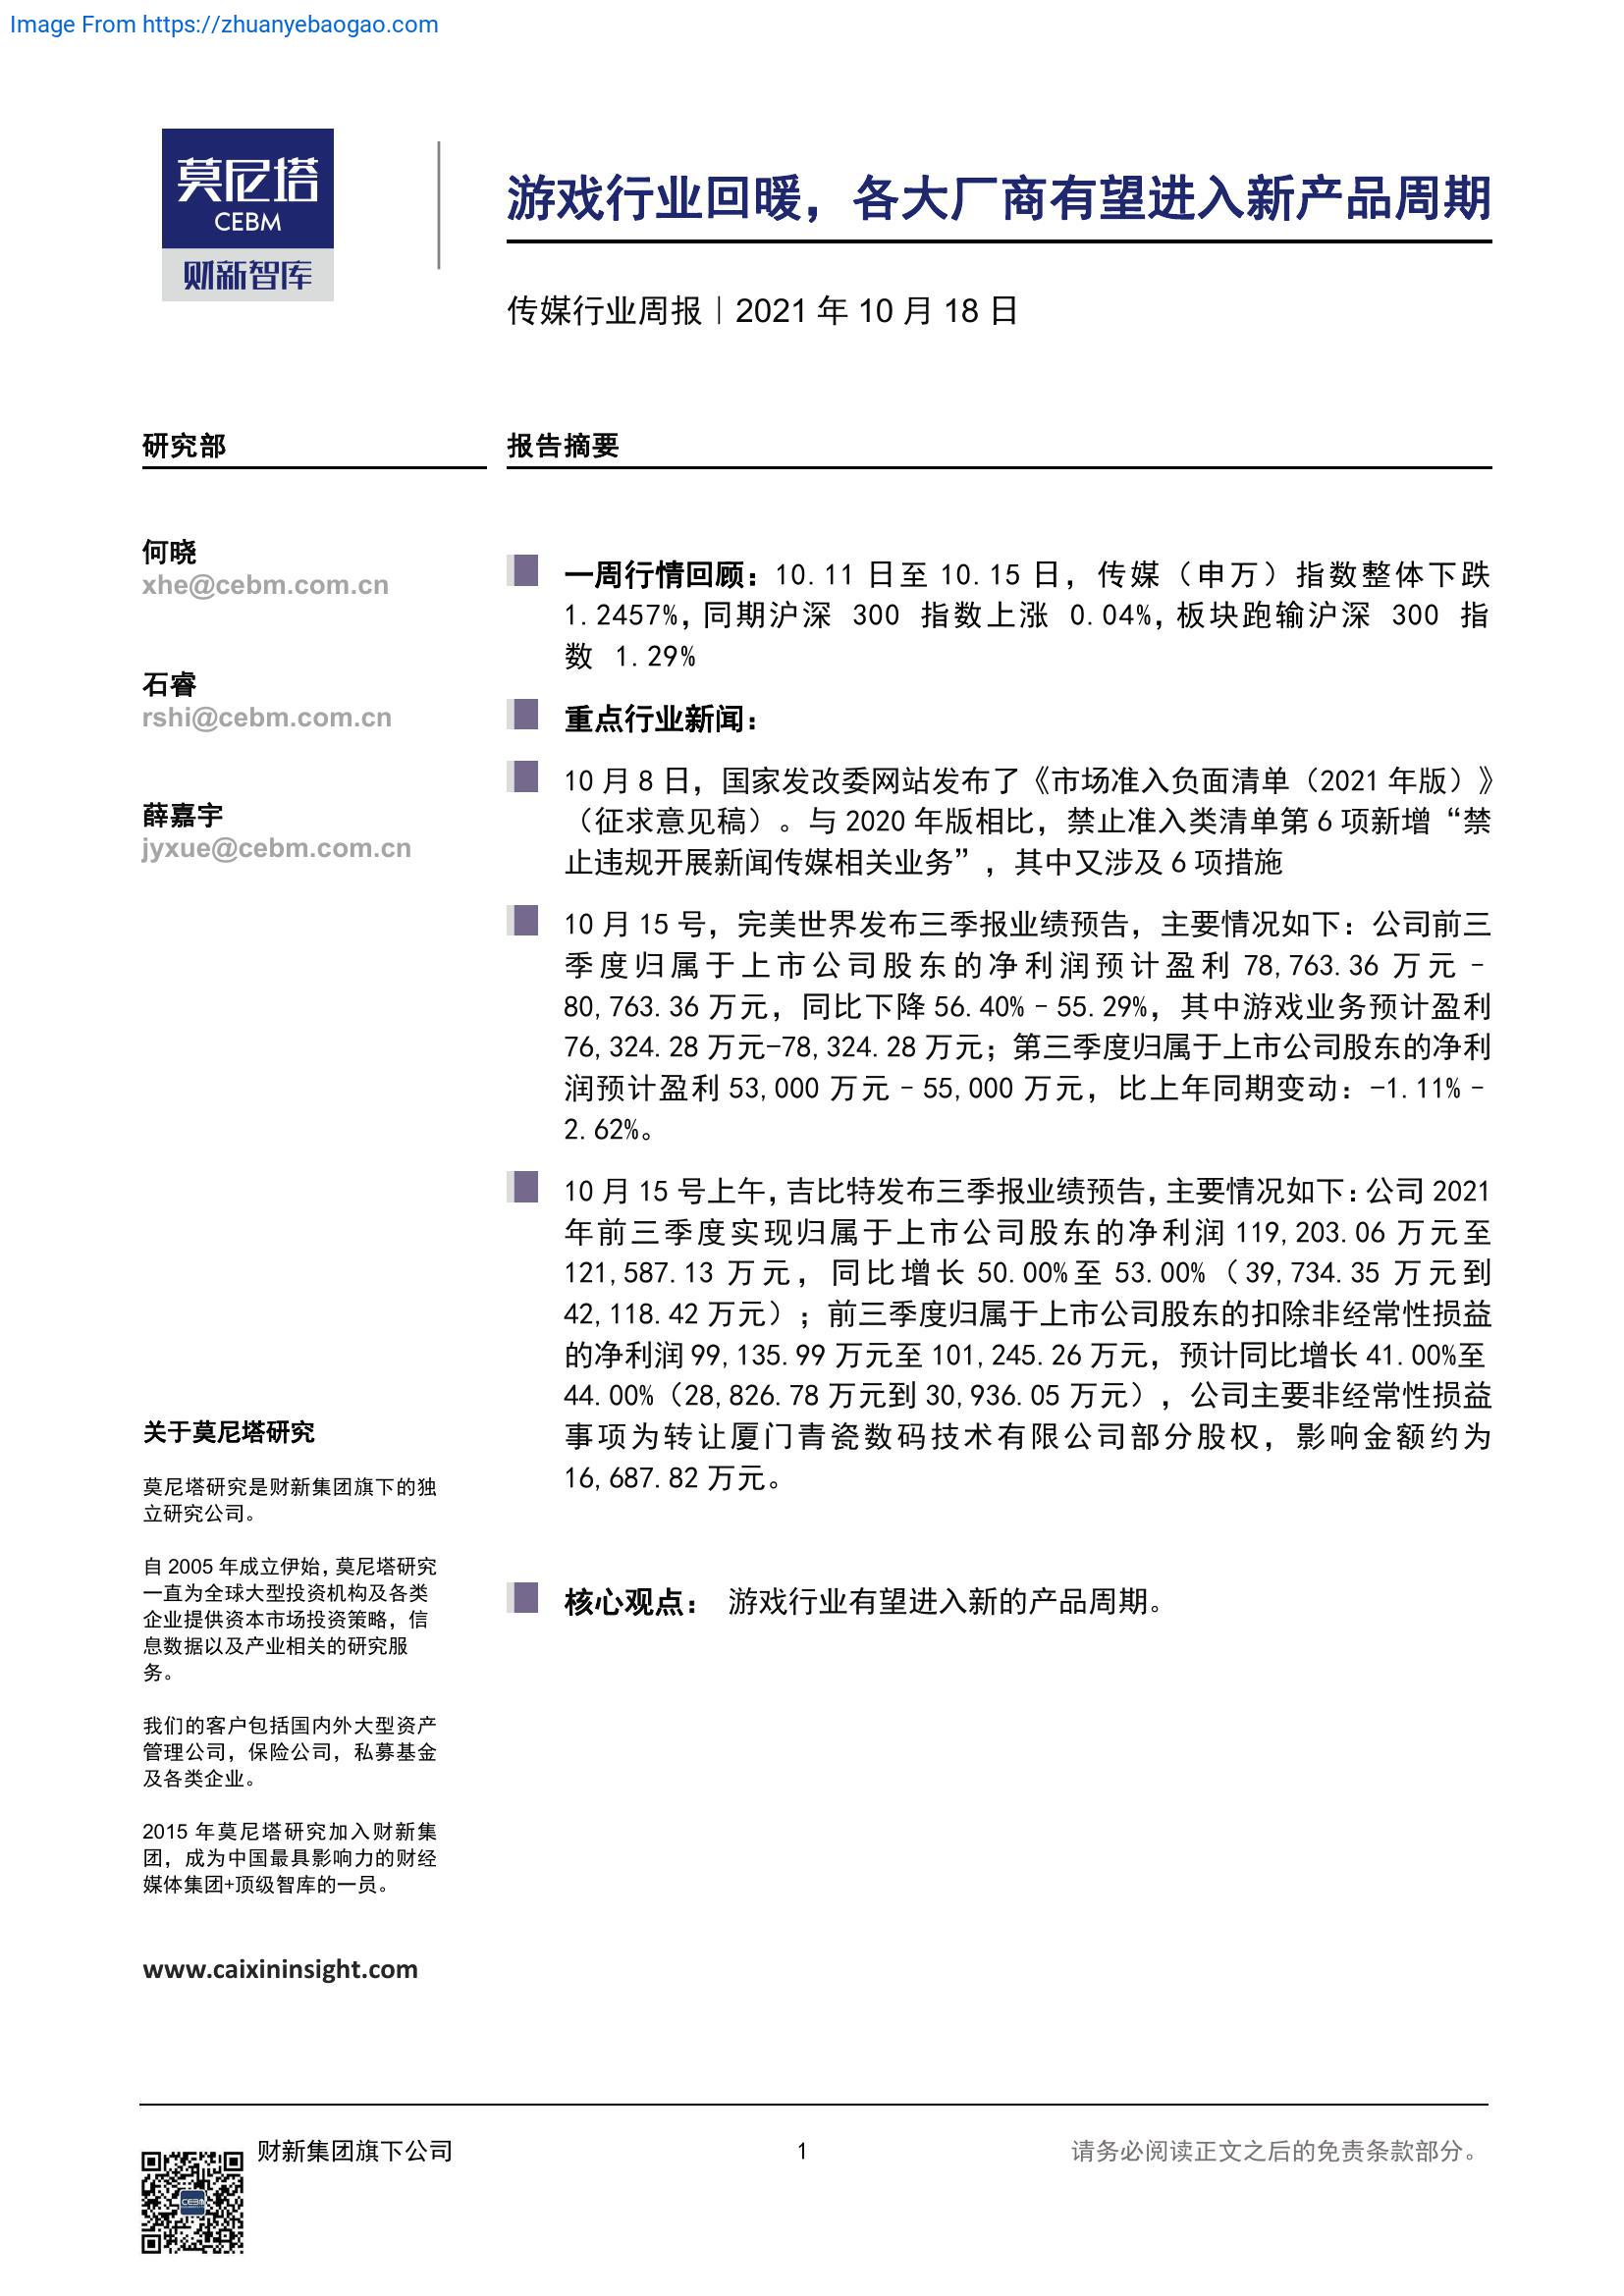 Image From https://zhuanyebaogao.com
莫尼塔
CEBM
财新智库
游戏行业回暖，各大厂商有望进入新产品周期
传媒行业周报｜2021 年 10 月 18 日
研究部
何晓
xhe@cebm.com.cn
石睿
rshi@cebm.com.cn
薛嘉宇
jyxue@cebm.com.cn
关于莫尼塔研究
莫尼塔研究是财新集团旗下的独
立研究公司。
自 2005 年成立伊始，莫尼塔研究
一直为全球大型投资机构及各类
企业提供资本市场投资策略，信
息数据以及产业相关的研究服
务。
我们的客户包括国内外大型资产
管理公司，保险公司，私募基金
及各类企业。
2015 年莫尼塔研究加入财新集
团，成为中国最具影响力的财经
媒体集团+顶级智库的一员。
www.caixininsight.com
报告摘要
一周行情回顾：10.11 日至 10.15 日，传媒（申万）指数整体下跌
1.2457%，同期沪深 300 指数上涨 0.04%，板块跑输沪深 300 指
数 1.29%
重点行业新闻：
10 月 8 日，国家发改委网站发布了《市场准入负面清单（2021 年版）》
（征求意见稿）。与 2020 年版相比，禁止准入类清单第 6 项新增“禁
止违规开展新闻传媒相关业务”，其中又涉及 6 项措施
10 月 15 号，完美世界发布三季报业绩预告，主要情况如下：公司前三
季度归属于上市公司股东的净利润预计盈利 78,763.36 万元 –
80,763.36 万元，同比下降 56.40% – 55.29%，其中游戏业务预计盈利
76,324.28 万元-78,324.28 万元；第三季度归属于上市公司股东的净利
润预计盈利 53,000 万元 – 55,000 万元，比上年同期变动：-1.11% –
2.62%。
10 月 15 号上午，吉比特发布三季报业绩预告，主要情况如下：公司 2021
年前三季度实现归属于上市公司股东的净利润 119,203.06 万元至
121,587.13 万元，同比增长 50.00%至 53.00%（39,734.35 万元到
42,118.42 万元）；前三季度归属于上市公司股东的扣除非经常性损益
的净利润 99,135.99 万元至 101,245.26 万元，预计同比增长 41.00%至
44.00%（28,826.78 万元到 30,936.05 万元），公司主要非经常性损益
事项为转让厦门青瓷数码技术有限公司部分股权，影响金额约为
16,687.82 万元。
核心观点： 游戏行业有望进入新的产品周期。
财新集团旗下公司
1
请务必阅读正文之后的免责条款部分。
CEBM